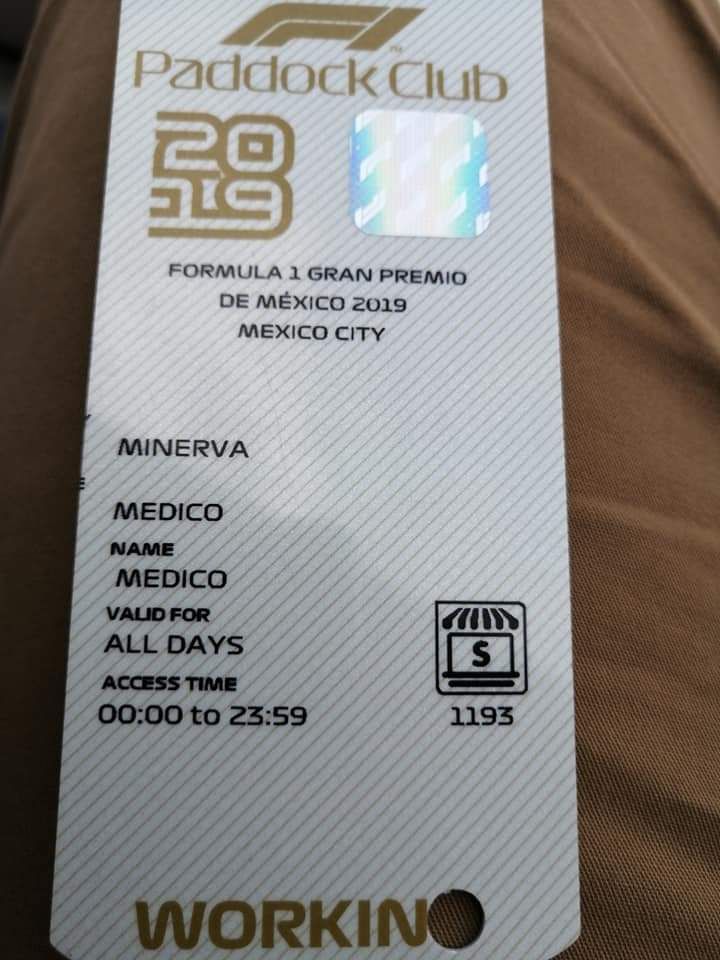 F1™
Paddock Club
20
19
FORMULA 1 GRAN PREMIO
DE MÉXICO 2019
MEXICO CITY
MINERVA
MEDICO
NAME
MEDICO
VALID FOR
ALL DAYS
ACCESS TIME
00:00 to 23:59
S
1193
WORKIN